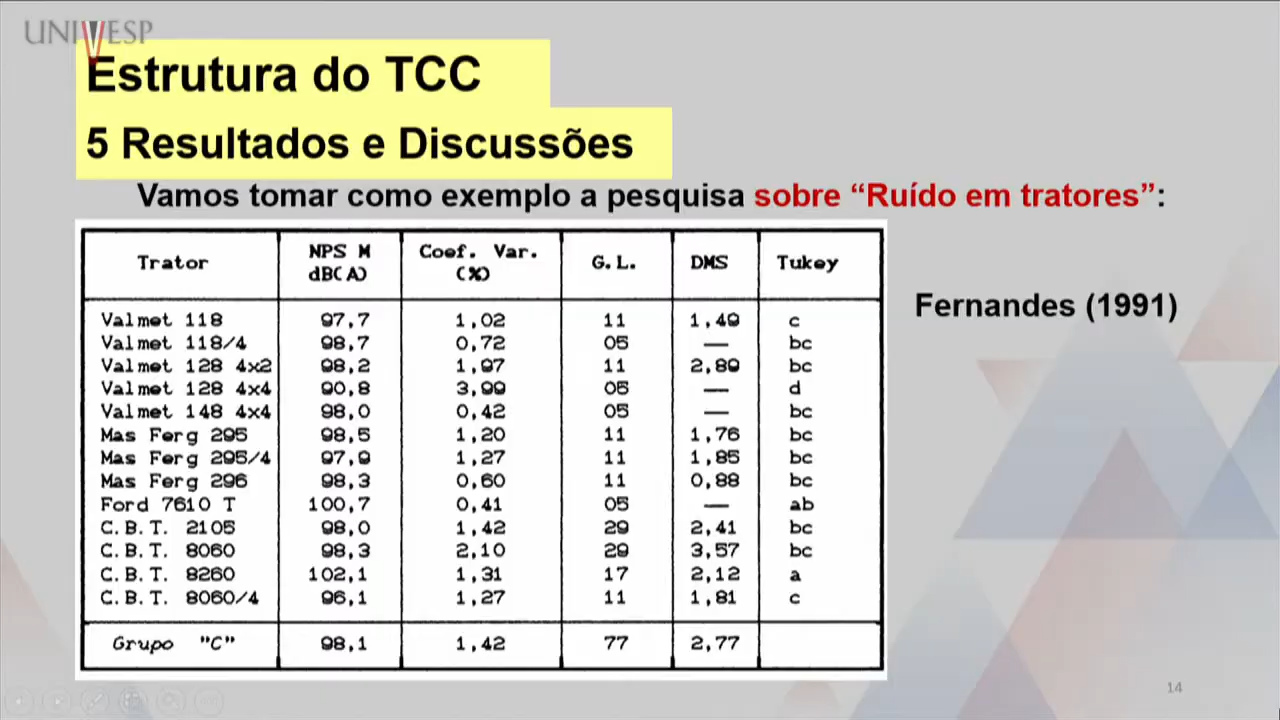 UNIVESP
Estrutura do TCC
5 Resultados e Discussões
Vamos tomar como exemplo a pesquisa sobre “Ruído em tratores”:
Trator NPS M dB(A) Coef. Var. (%) G.L. DMS Tukey
Valmet 118 97,7 1,02 11 1,49 c
Valmet 118/4 98,7 0,72 05 — bc
Valmet 128 4x2 98,2 1,97 11 2,89 bc
Valmet 128 4x4 90,8 3,99 05 — d
Valmet 148 4x4 98,0 0,42 05 — bc
Mas Ferg 295 98,5 1,20 11 1,76 bc
Mas Ferg 295/4 97,9 1,27 11 1,85 bc
Mas Ferg 296 98,3 0,60 11 0,88 bc
Ford 7610 T 100,7 0,41 05 — ab
C.B.T. 2105 98,0 1,42 29 2,41 bc
C.B.T. 8060 98,3 2,10 29 3,57 bc
C.B.T. 8260 102,1 1,31 17 2,12 a
C.B.T. 8060/4 96,1 1,27 11 1,81 c
Grupo "C" 98,1 1,42 77 2,77
Fernandes (1991)
14